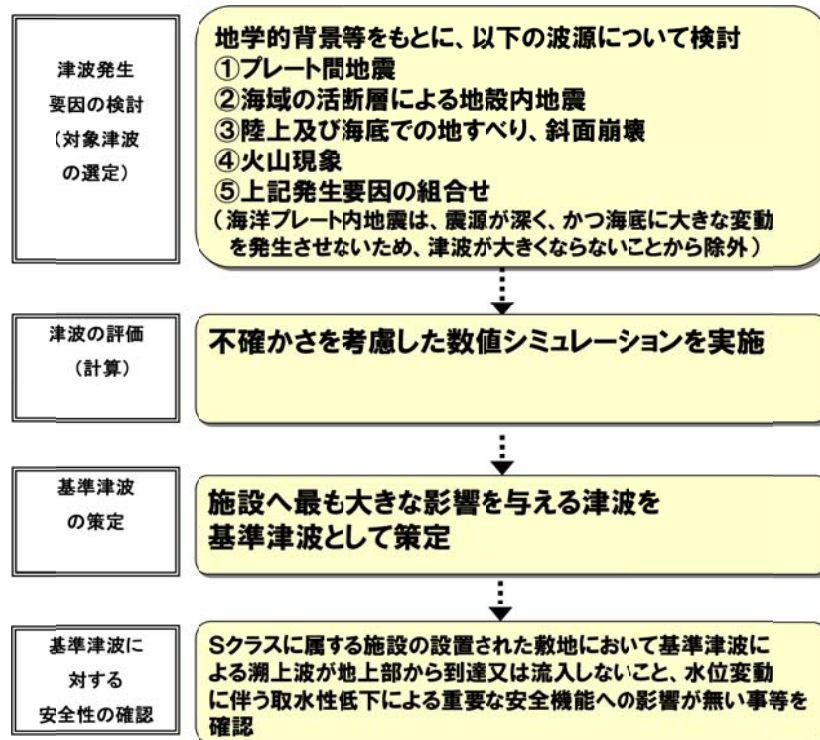 津波発生
要因の検討
（対象津波
の選定）
地学的背景等をもとに、以下の波源について検討
①プレート間地震
②海域の活断層による地殻内地震
③陸上及び海底での地すべり、斜面崩壊
④火山現象
⑤上記発生要因の組合せ
（海洋プレート内地震は、震源が深く、かつ海底に大きな変動
を発生させないため、津波が大きくならないことから除外）
津波の評価
（計算）
不確かさを考慮した数値シミュレーションを実施
基準津波
の策定
施設へ最も大きな影響を与える津波を
基準津波として策定
基準津波に
対する
安全性の確認
Sクラスに属する施設の設置された敷地において基準津波に
よる遡上波が地上部から到達又は流入しないこと、水位変動
に伴う取水性低下による重要な安全機能への影響が無い事等を
確認